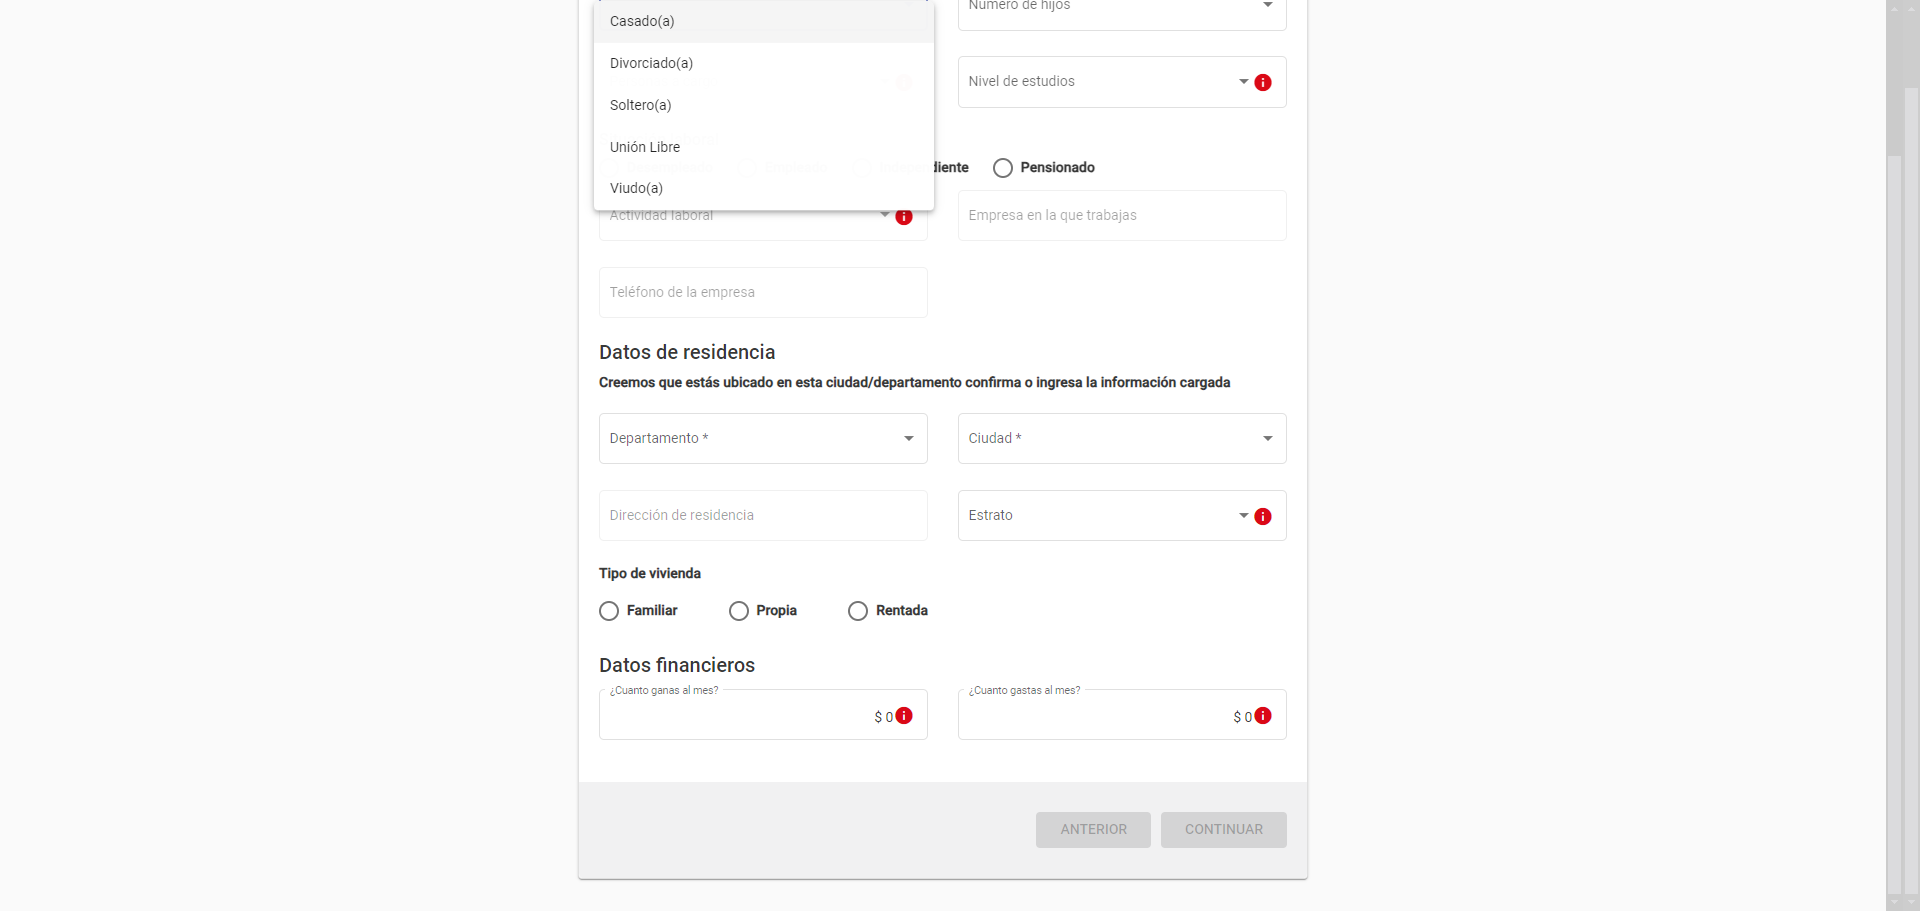 Casado(a)
Divorciado(a)
Soltero(a)
Unión Libre
Viudo(a)
Número de hijos
Nivel de estudios
diente
Pensionado
Actividad laboral
Empresa en la que trabajas
Teléfono de la empresa
Datos de residencia
Creemos que estás ubicado en esta ciudad/departamento confirma o ingresa la información cargada
Departamento *
Ciudad *
Dirección de residencia
Estrato
Tipo de vivienda
Familiar
Propia
Rentada
Datos financieros
¿Cuanto ganas al mes?
$ 0
¿Cuanto gastas al mes?
$ 0
ANTERIOR
CONTINUAR